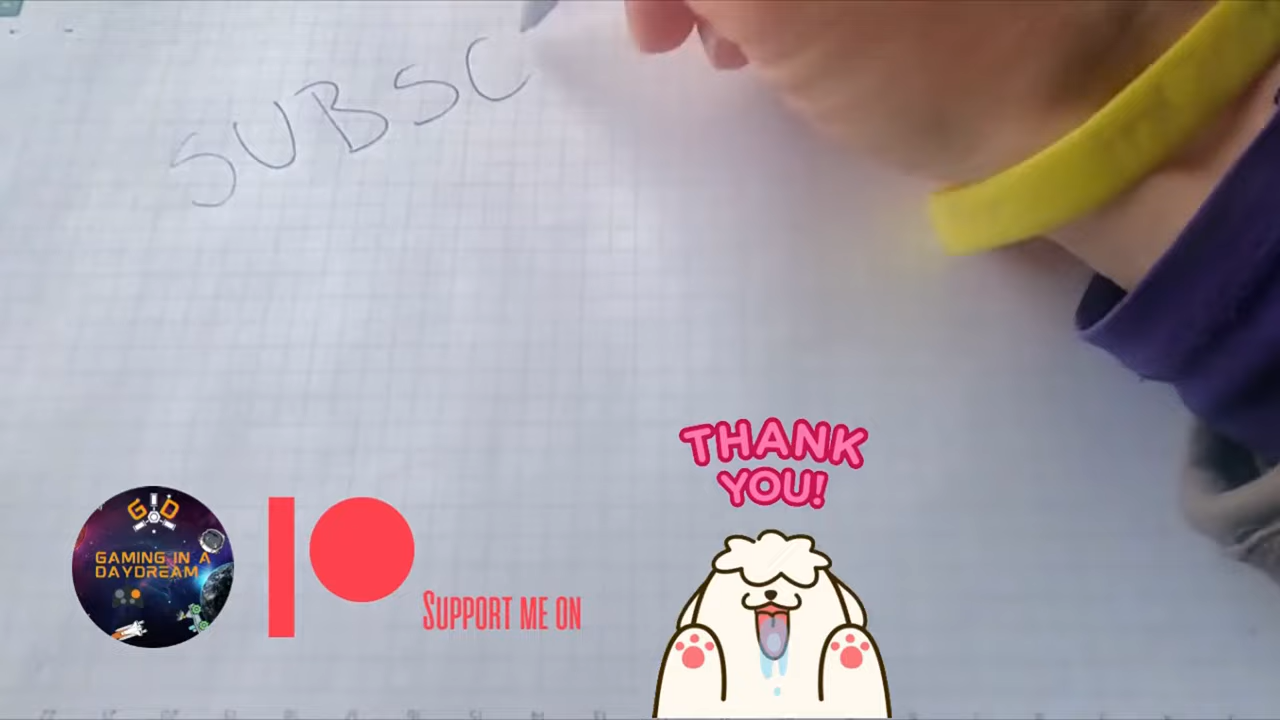 SUBSC
THANK
YOU!
G D
GAMING IN A
DAYDREAM
SUPPORT ME ON